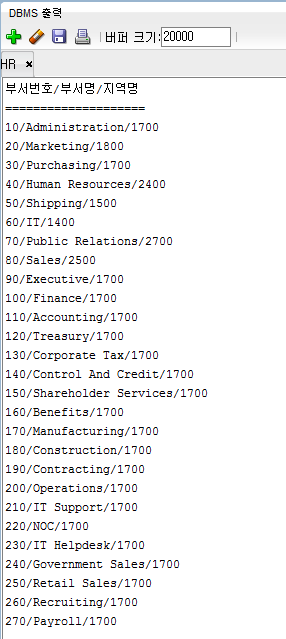 DBMS 출력
버퍼 크기:20000
HR
부서번호/부서명/지역명
====================
10/Administration/1700
20/Marketing/1800
30/Purchasing/1700
40/Human Resources/2400
50/Shipping/1500
60/IT/1400
70/Public Relations/2700
80/Sales/2500
90/Executive/1700
100/Finance/1700
110/Accounting/1700
120/Treasury/1700
130/Corporate Tax/1700
140/Control And Credit/1700
150/Shareholder Services/1700
160/Benefits/1700
170/Manufacturing/1700
180/Construction/1700
190/Contracting/1700
200/Operations/1700
210/IT Support/1700
220/NOC/1700
230/IT Helpdesk/1700
240/Government Sales/1700
250/Retail Sales/1700
260/Recruiting/1700
270/Payroll/1700